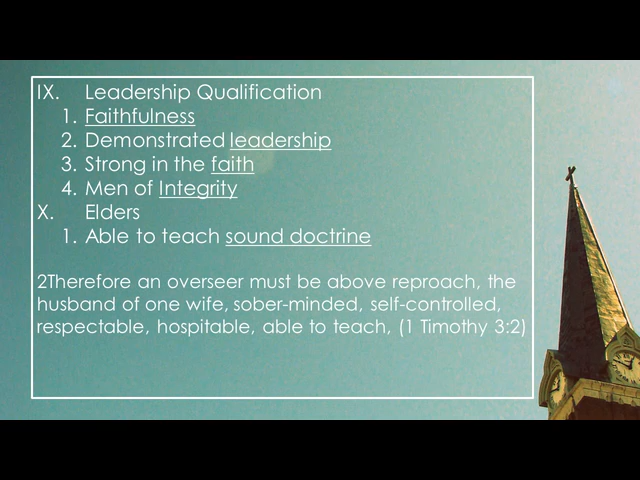 IX. Leadership Qualification
1. Faithfulness
2. Demonstrated leadership
3. Strong in the faith
4. Men of Integrity
X. Elders
1. Able to teach sound doctrine
2Therefore an overseer must be above reproach, the
husband of one wife, sober-minded, self-controlled,
respectable, hospitable, able to teach, (1 Timothy 3:2)